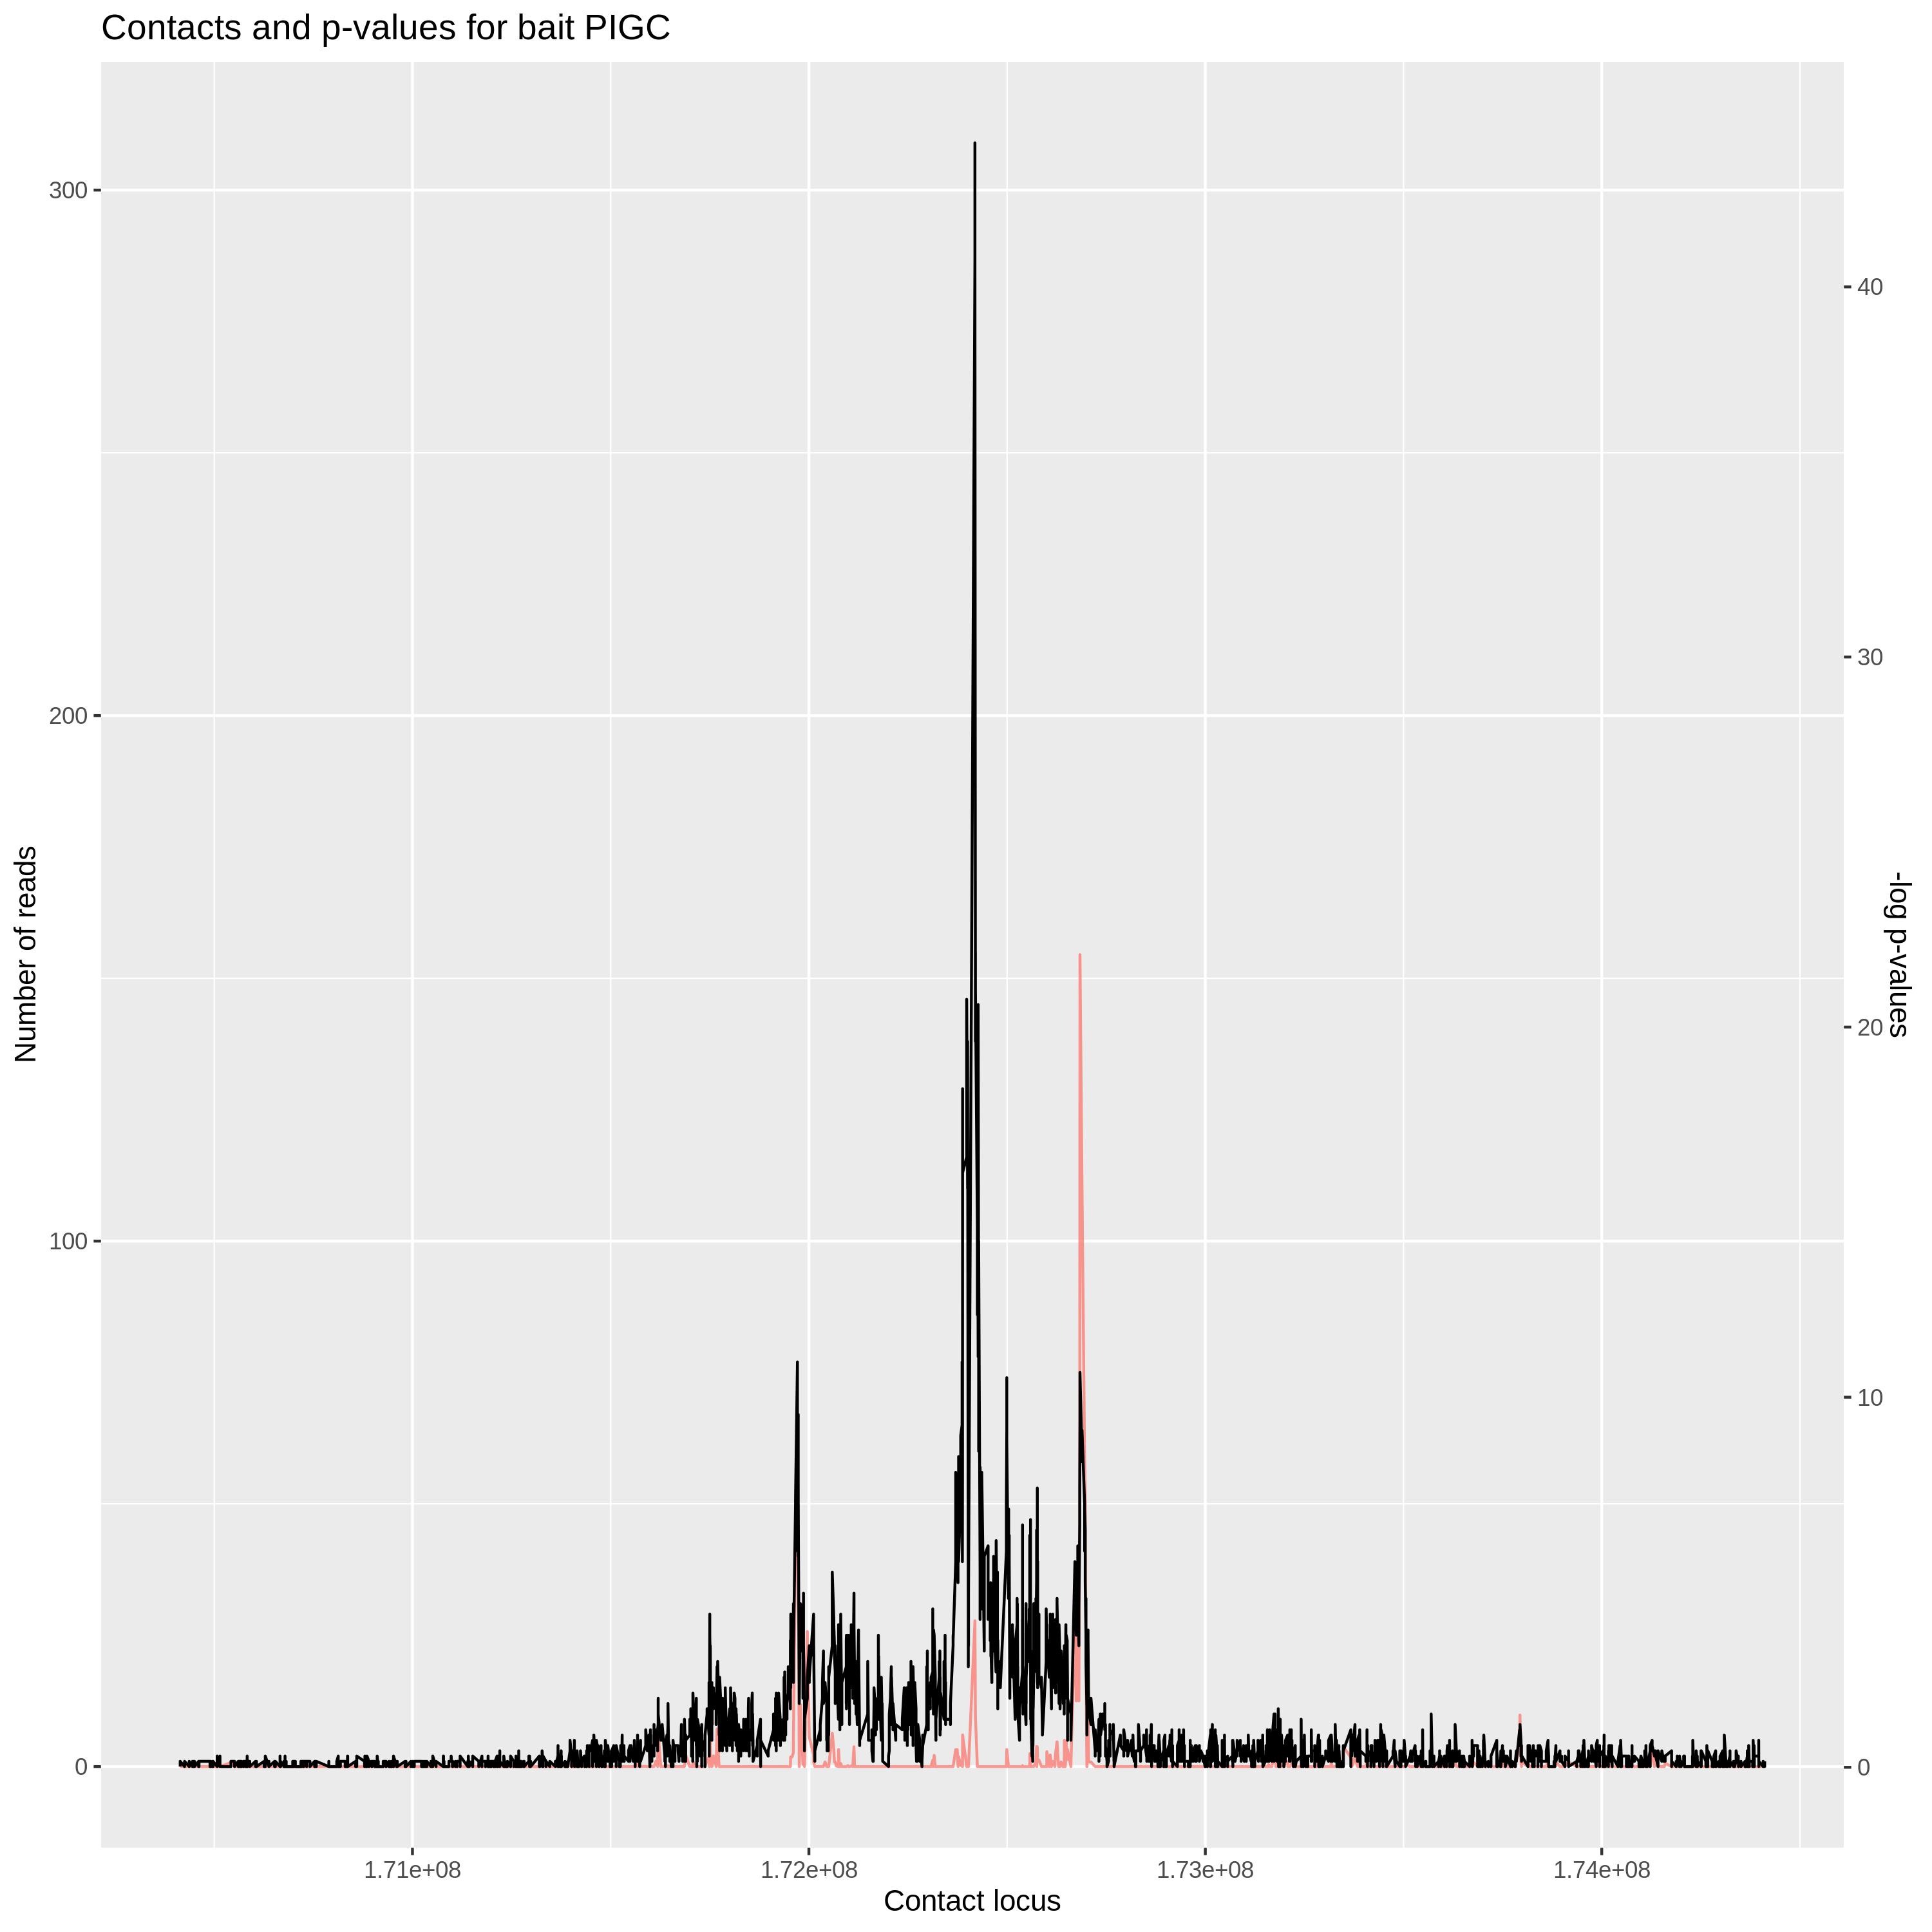 Contacts and p-values for bait PIGC
300
200
100
0
Number of reads
40
30
20
10
0
-log p-values
1.71e+08
1.72e+08
1.73e+08
1.74e+08
Contact locus